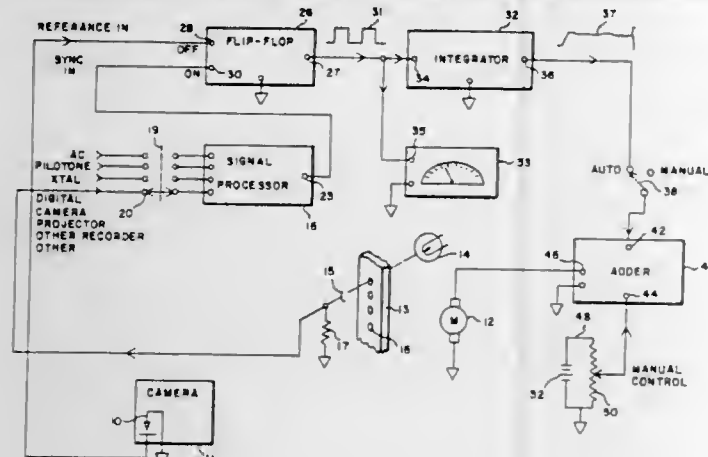 REFERANCE IN
SYNC IN
28
OFF
ON
30
26
FLIP-FLOP
27
31
32
34
INTEGRATOR
36
37
35
33
AUTO
MANUAL
38
19
AC
PILOTONE
XTAL
DIGITAL
CAMERA
PROJECTOR
OTHER RECORDER
OTHER
20
SIGNAL
PROCESSOR
23
14
15
13
17
16
12
M
42
46
ADDER
44
48
52
50
MANUAL
CONTROL
CAMERA
10